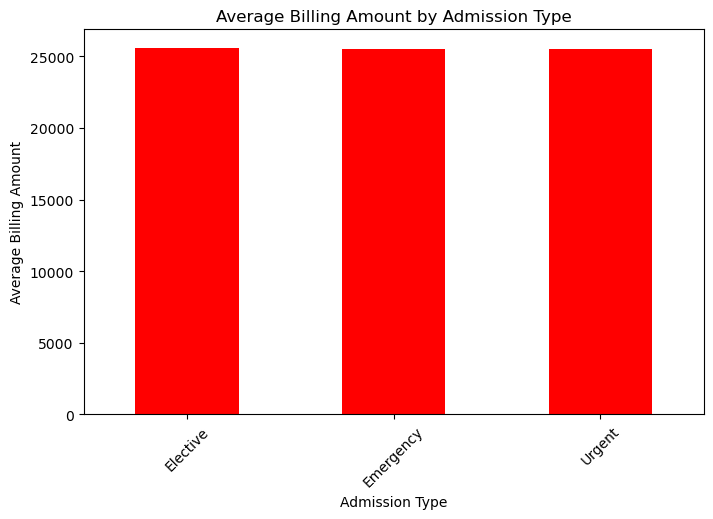 Average Billing Amount by Admission Type
Average Billing Amount
25000
20000
15000
10000
5000
0
Elective
Emergency
Urgent
Admission Type